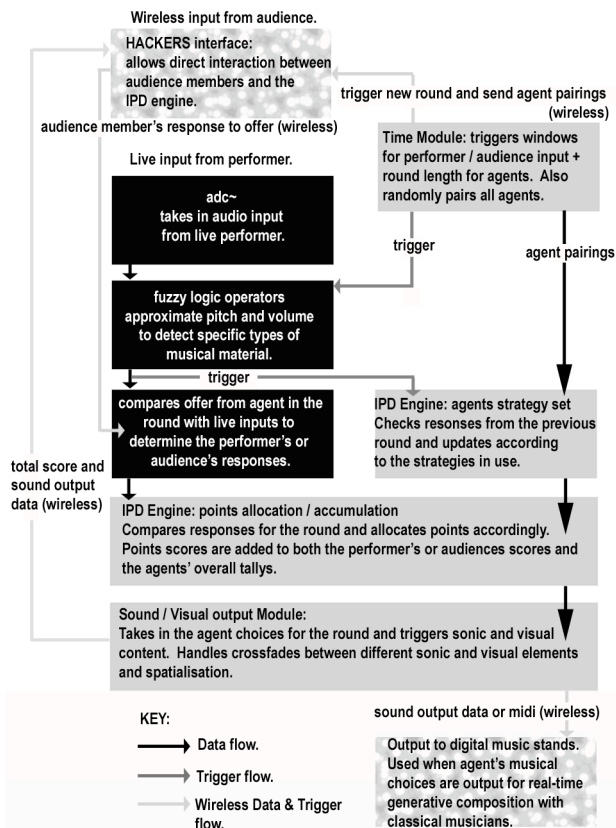 Wireless input from audience.
HACKERS interface:
allows direct interaction between
audience members and the
IPD engine.
trigger new round and send agent pairings
(wireless)
audience member's response to offer (wireless)
Time Module: triggers windows
for performer / audience input +
round length for agents. Also
randomly pairs all agents.
Live input from performer.
adc~
takes in audio input
from live performer.
trigger
agent pairings
fuzzy logic operators
approximate pitch and volume
to detect specific types of
musical material.
trigger
compares offer from agent in the
round with live inputs to
determine the performer's or
audience's responses.
IPD Engine: agents strategy set
Checks resonses from the previous
round and updates according
to the strategies in use.
total score and
sound output
data (wireless)
IPD Engine: points allocation / accumulation
Compares responses for the round and allocates points accordingly.
Points scores are added to both the performer's or audiences scores and
the agents' overall tallys.
Sound / Visual output Module:
Takes in the agent choices for the round and triggers sonic and visual
content. Handles crossfades between different sonic and visual elements
and spatialisation.
sound output data or midi (wireless)
KEY:
Data flow.
Trigger flow.
Wireless Data & Trigger
flow.
Output to digital music stands.
Used when agent's musical
choices are output for real-time
generative composition with
classical musicians.